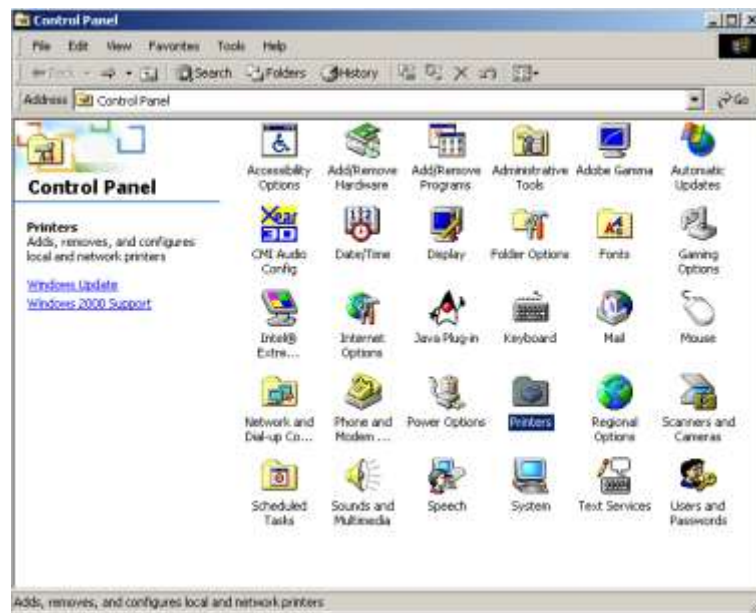 Control Panel
File Edit View Favorites Tools Help
Back Search Folders History
Address Control Panel Go
Control Panel
Printers
Adds, removes, and configures
local and network printers
Windows Update
Windows 2000 Support
Accessibility Options
Add/Remove Hardware
Add/Remove Programs
Administrative Tools
Adobe Gamma
Automatic Updates
Xear
3D
CMI Audio Config
Date/Time
Display
Folder Options
Fonts
Gaming Options
Intel® Extre...
Internet Options
Java Plug-in
Keyboard
Mail
Mouse
Network and Dial-up Co...
Phone and Modem ...
Power Options
Printers
Regional Options
Scanners and Cameras
Scheduled Tasks
Sounds and Multimedia
Speech
System
Text Services
Users and Passwords
Adds, removes, and configures local and network printers